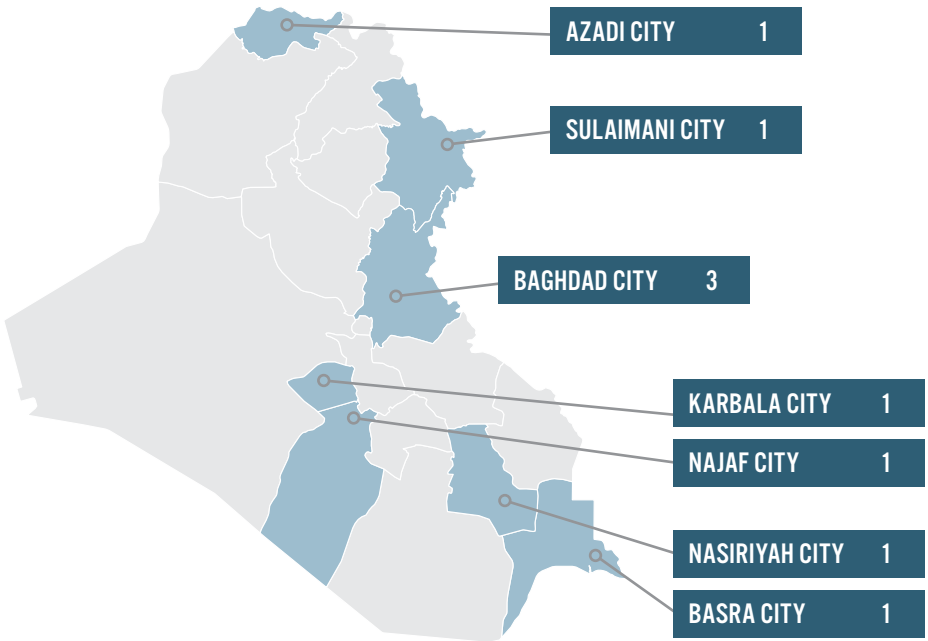 AZADI CITY 1
SULAIMANI CITY 1
BAGHDAD CITY 3
KARBALA CITY 1
NAJAF CITY 1
NASIRIYAH CITY 1
BASRA CITY 1